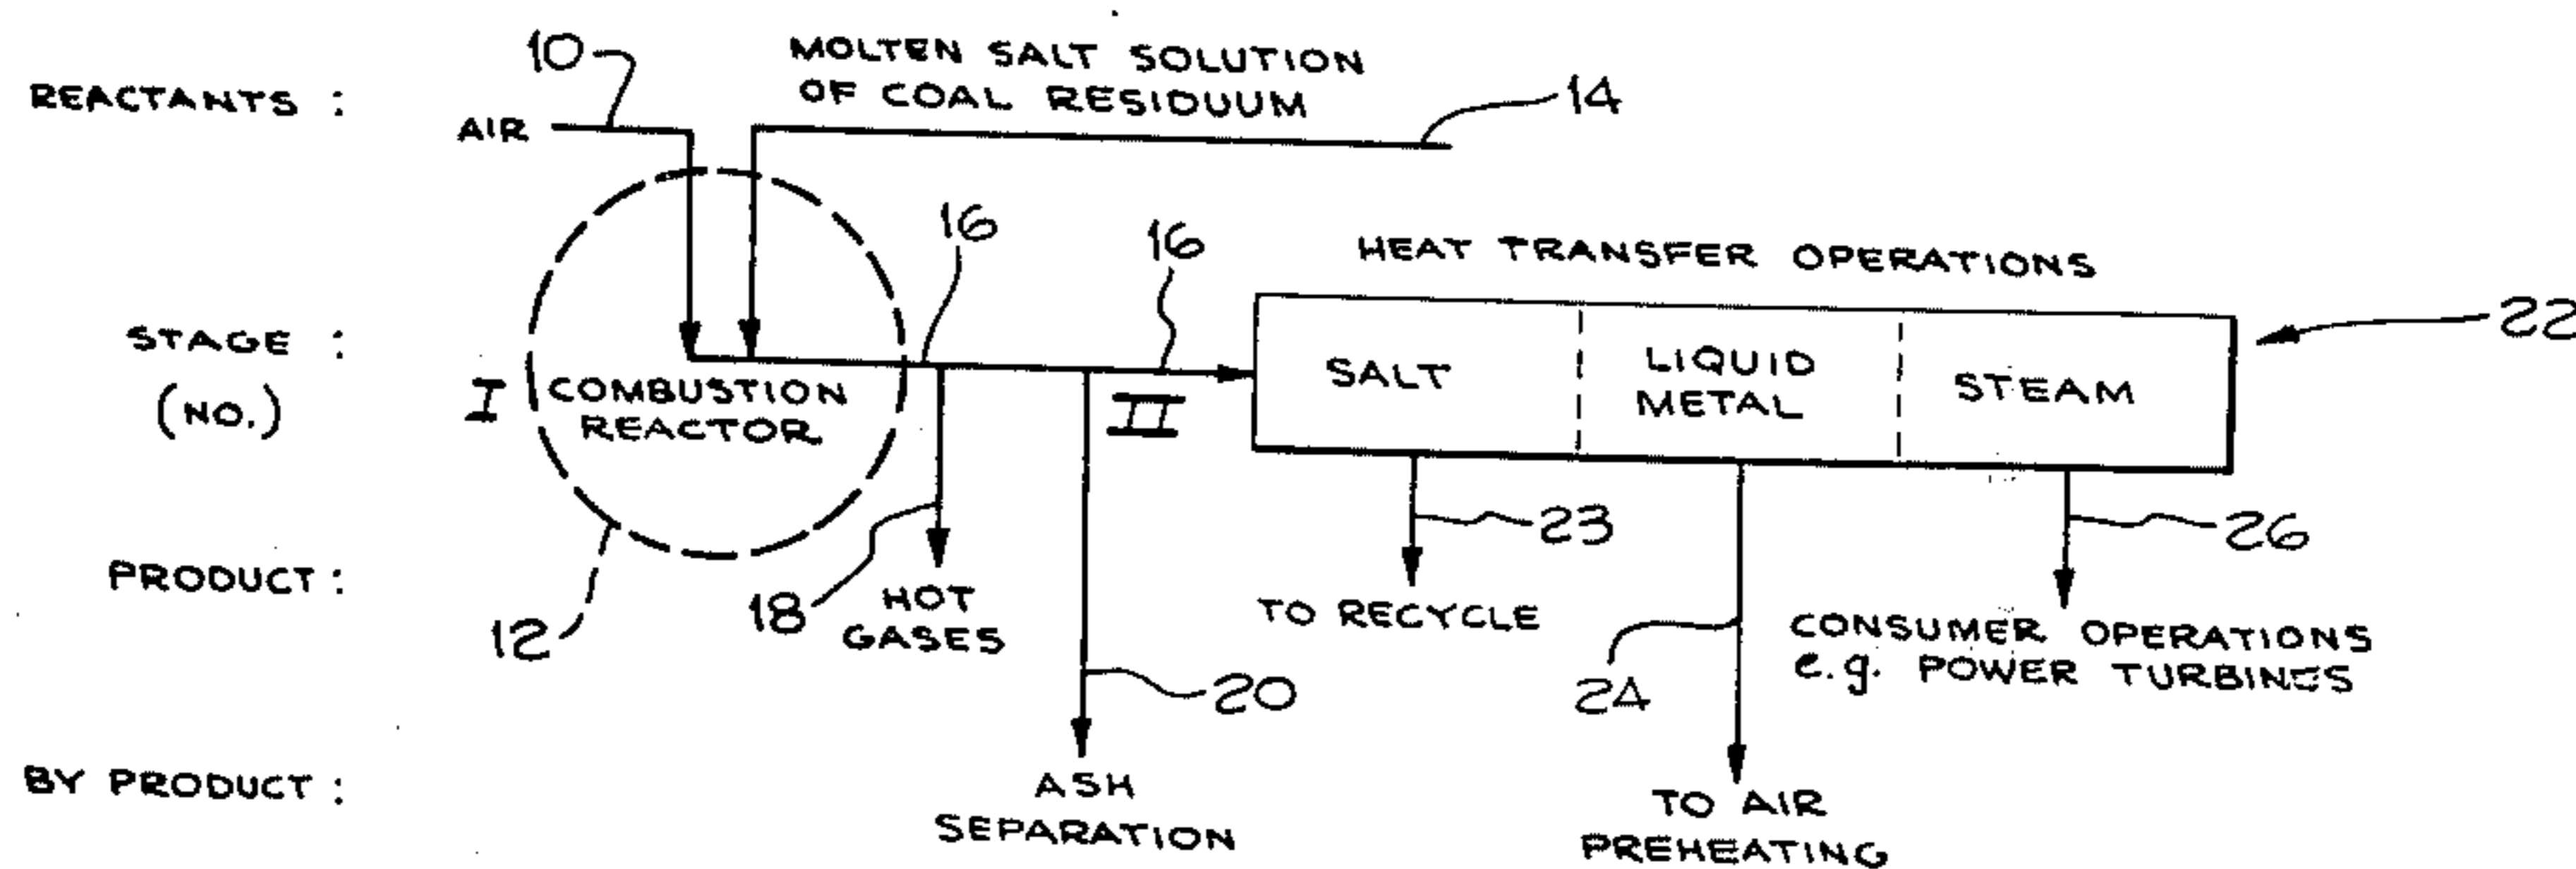 10
MOLTEN SALT SOLUTION
OF COAL RESIDUUM
14
REACTANTS :
AIR
16
16
HEAT TRANSFER OPERATIONS
22
STAGE :
(NO.)
I
COMBUSTION
REACTOR
II
SALT
LIQUID
METAL
STEAM
23
26
PRODUCT :
12
18
HOT
GASES
TO RECYCLE
CONSUMER OPERATIONS
e.g. POWER TURBINES
20
24
BY PRODUCT :
ASH
SEPARATION
TO AIR
PREHEATING